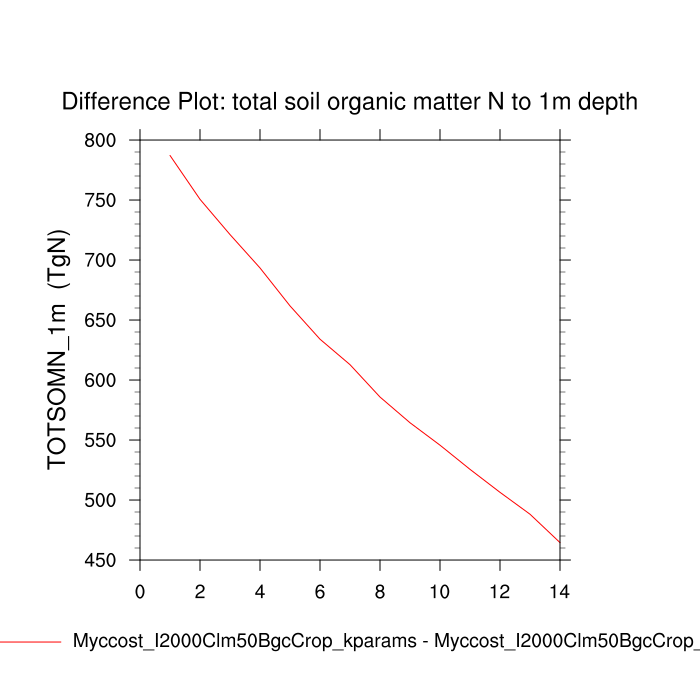 Difference Plot: total soil organic matter N to 1m depth
TOTSOMN_1m (TgN)
800
750
700
650
600
550
500
450
0 2 4 6 8 10 12 14
Myccost_I2000Clm50BgcCrop_kparams - Myccost_I2000Clm50BgcCrop_